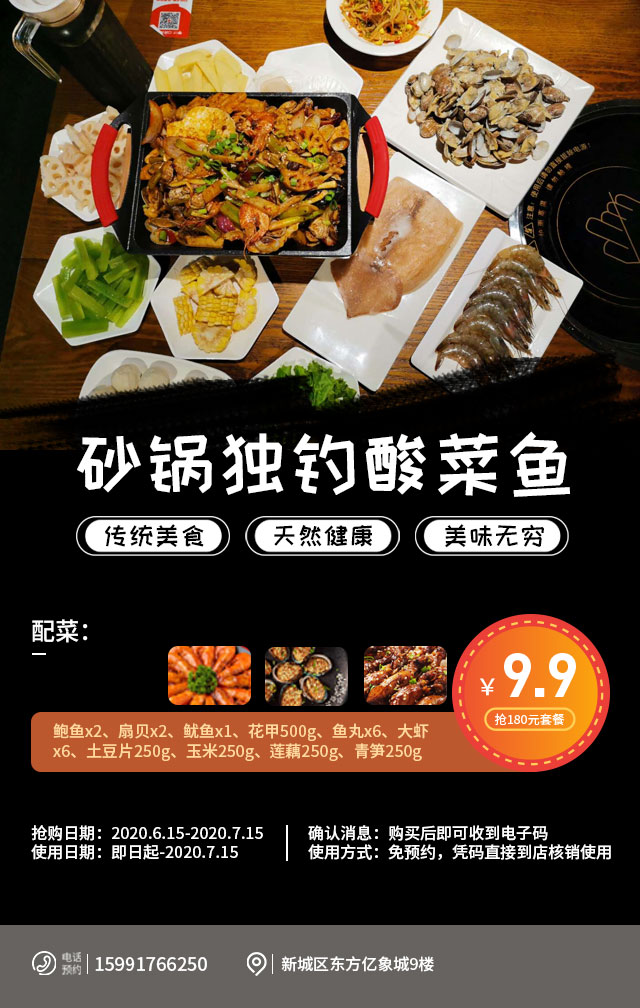 砂锅独钓酸菜鱼
传统美食 天然健康 美味无穷
配菜：
¥ 9.9
抢180元套餐
鲍鱼x2、扇贝x2、鱿鱼x1、花甲500g、鱼丸x6、大虾
x6、土豆片250g、玉米250g、莲藕250g、青笋250g
抢购日期：2020.6.15-2020.7.15
使用日期：即日起-2020.7.15
确认消息：购买后即可收到电子码
使用方式：免预约，凭码直接到店核销使用
电话
预约
15991766250
新城区东方亿象城9楼